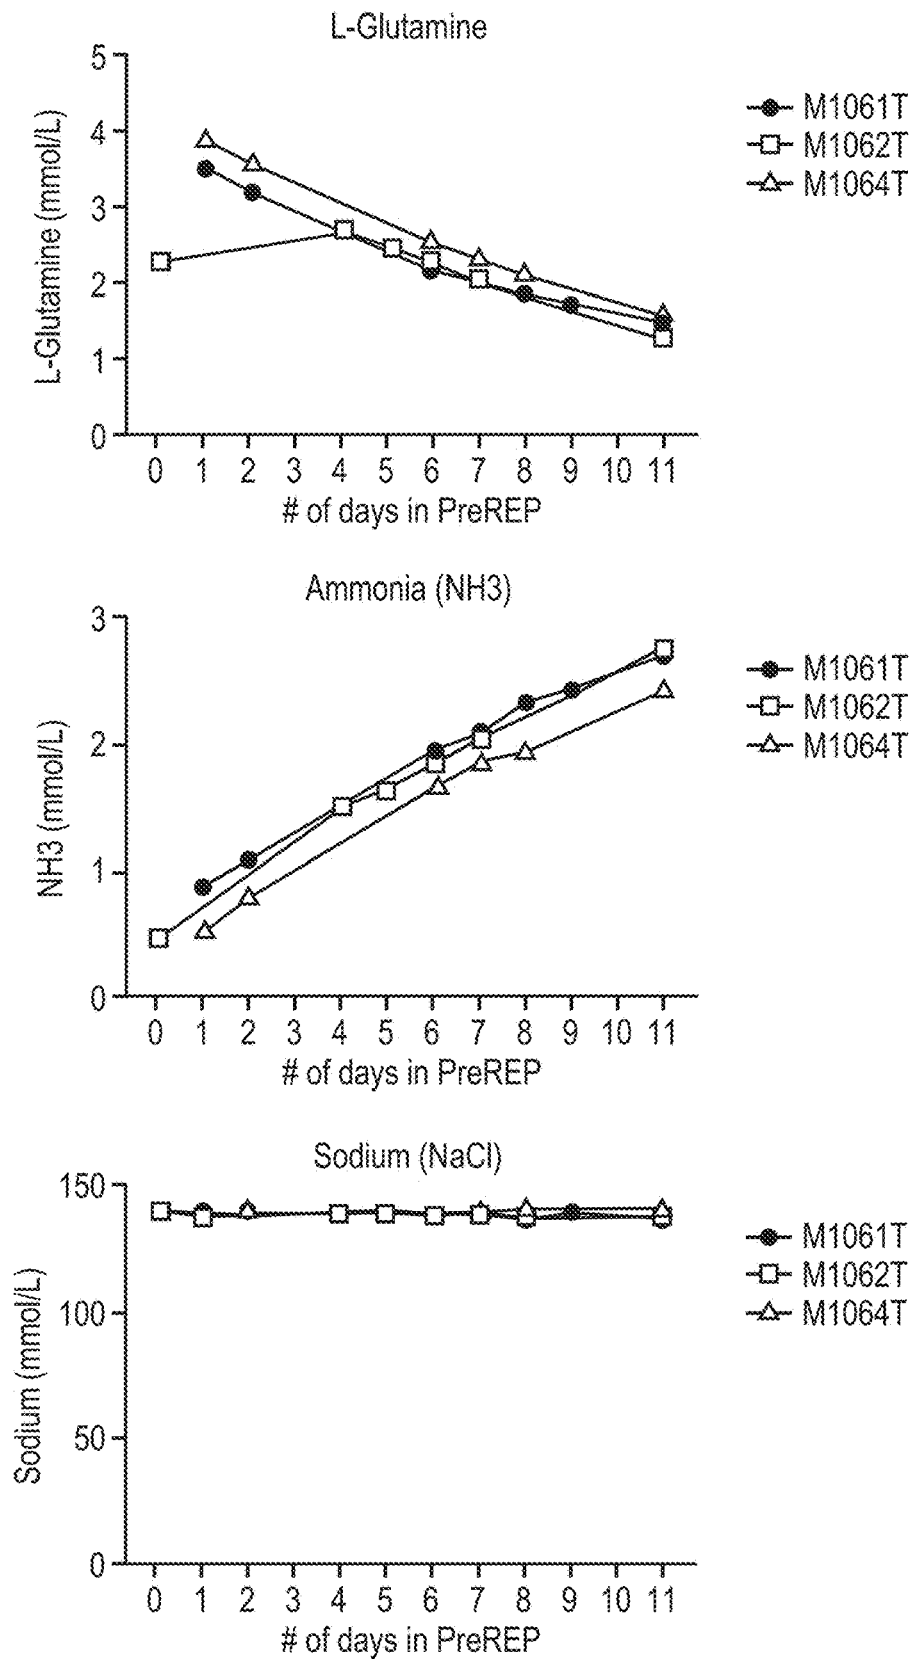 L-Glutamine
5
4
3
2
1
0
L-Glutamine (mmol/L)
0 1 2 3 4 5 6 7 8 9 10 11
# of days in PreREP
M1061T
M1062T
M1064T
Ammonia (NH3)
3
2
1
0
NH3 (mmol/L)
0 1 2 3 4 5 6 7 8 9 10 11
# of days in PreREP
M1061T
M1062T
M1064T
Sodium (NaCl)
150
100
50
0
Sodium (mmol/L)
0 1 2 3 4 5 6 7 8 9 10 11
# of days in PreREP
M1061T
M1062T
M1064T